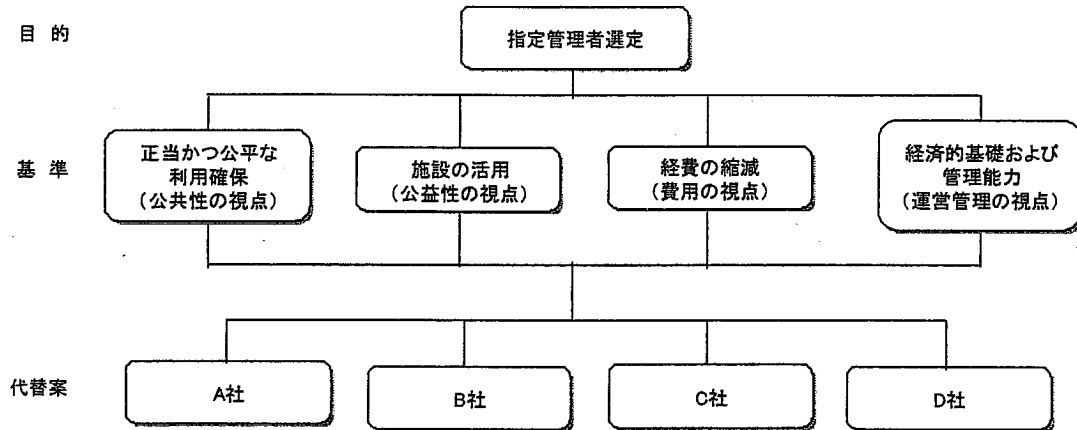 目的
指定管理者選定
基準
正当かつ公平な
利用確保
(公共性の視点)
施設の活用
(公益性の視点)
経費の縮減
(費用の視点)
経済的基礎および
管理能力
(運営管理の視点)
代替案
A社
B社
C社
D社